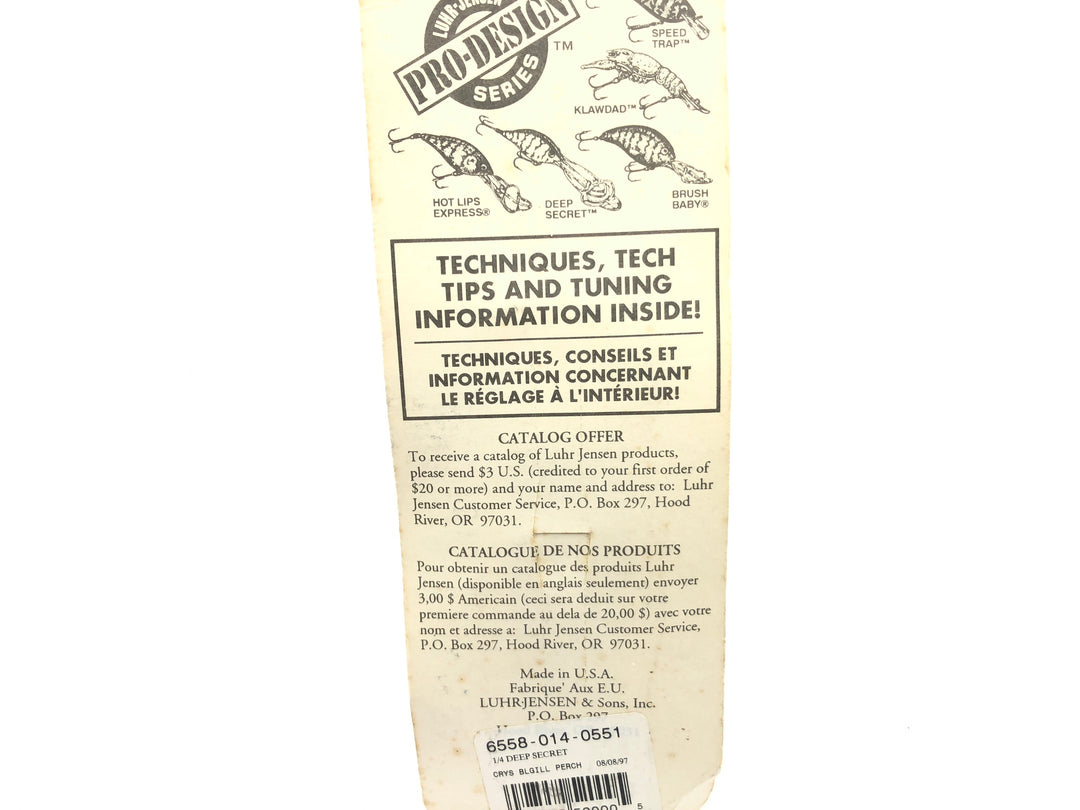 LUHR-JENSEN
PRO-DESIGN
SERIES
TM
SPEED
TRAP™
KLAWDAD™
HOT LIPS
EXPRESS®
DEEP
SECRET™
BRUSH
BABY®
TECHNIQUES, TECH
TIPS AND TUNING
INFORMATION INSIDE!
TECHNIQUES, CONSEILS ET
INFORMATION CONCERNANT
LE RÉGLAGE À L'INTÉRIEUR!
CATALOG OFFER
To receive a catalog of Luhr Jensen products,
please send $3 U.S. (credited to your first order of
$20 or more) and your name and address to: Luhr
Jensen Customer Service, P.O. Box 297, Hood
River, OR 97031.
CATALOGUE DE NOS PRODUITS
Pour obtenir un catalogue des produits Luhr
Jensen (disponible en anglais seulement) envoyer
3,00 $ Americain (ceci sera deduit sur votre
premiere commande au dela de 20,00 $) avec votre
nom et adresse a: Luhr Jensen Customer Service,
P.O. Box 297, Hood River, OR 97031.
Made in U.S.A.
Fabrique' Aux E.U.
LUHR-JENSEN & Sons, Inc.
P.O. Box 297
6558-014-0551
1/4 DEEP SECRET
CRYS BLGILL PERCH 08/08/97
5